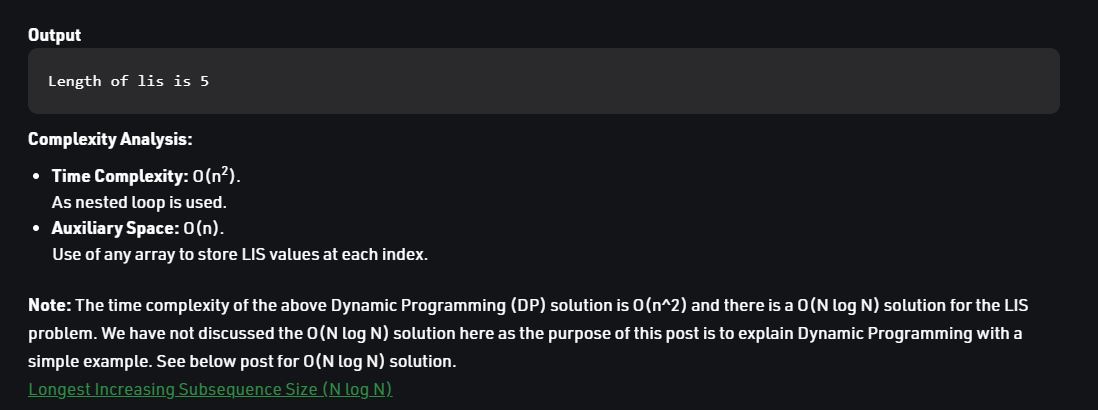 Output
Length of lis is 5
Complexity Analysis:
• Time Complexity: O(n²).
As nested loop is used.
• Auxiliary Space: O(n).
Use of any array to store LIS values at each index.
Note: The time complexity of the above Dynamic Programming (DP) solution is O(n^2) and there is a O(N log N) solution for the LIS
problem. We have not discussed the O(N log N) solution here as the purpose of this post is to explain Dynamic Programming with a
simple example. See below post for O(N log N) solution.
Longest Increasing Subsequence Size (N log N)